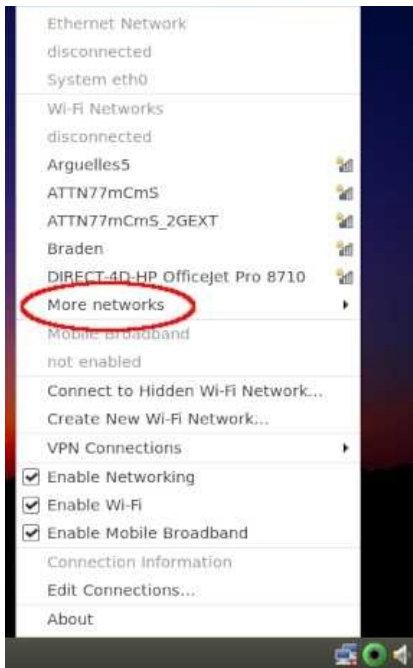 Ethernet Network
disconnected
System eth0
Wi-Fi Networks
disconnected
Arguelles5
ATTN77mCmS
ATTN77mCmS_2GEXT
Braden
DIRECT-4D-HP OfficeJet Pro 8710
More networks
Mobile Broadband
not enabled
Connect to Hidden Wi-Fi Network...
Create New Wi-Fi Network...
VPN Connections
Enable Networking
Enable Wi-Fi
Enable Mobile Broadband
Connection Information
Edit Connections...
About